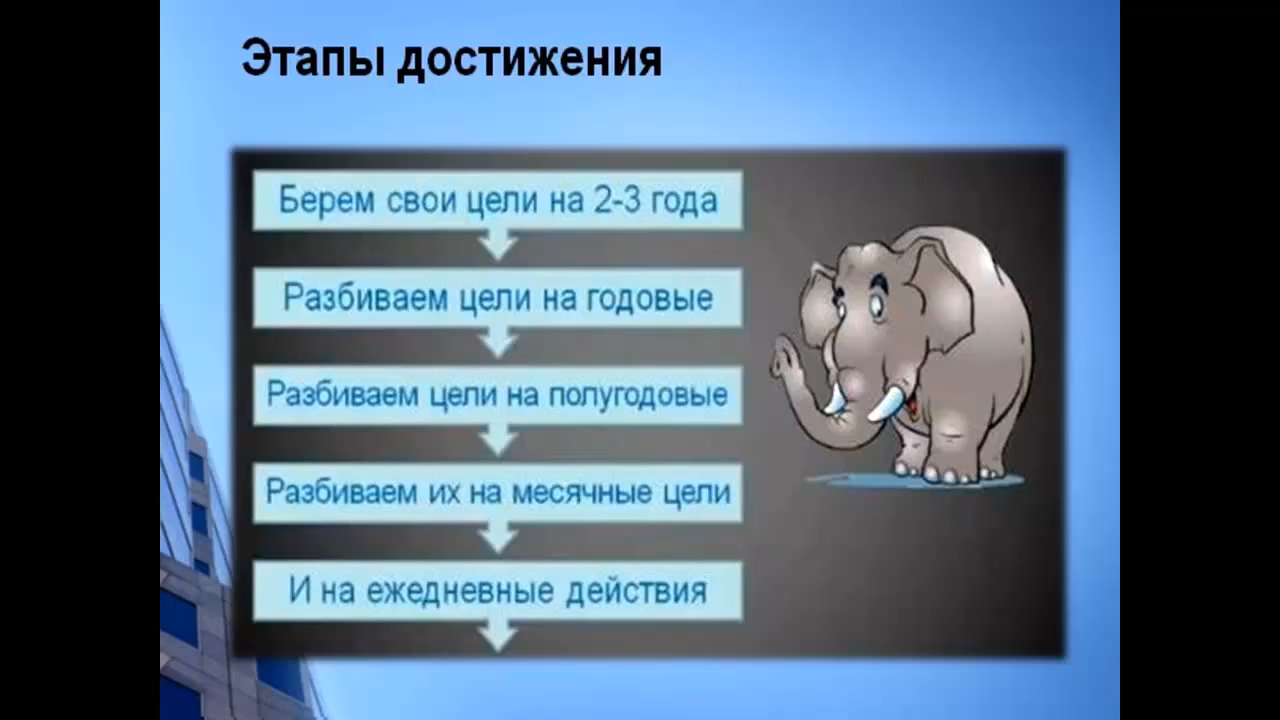 Этапы достижения
Берем свои цели на 2-3 года
Разбиваем цели на годовые
Разбиваем цели на полугодовые
Разбиваем их на месячные цели
И на ежедневные действия